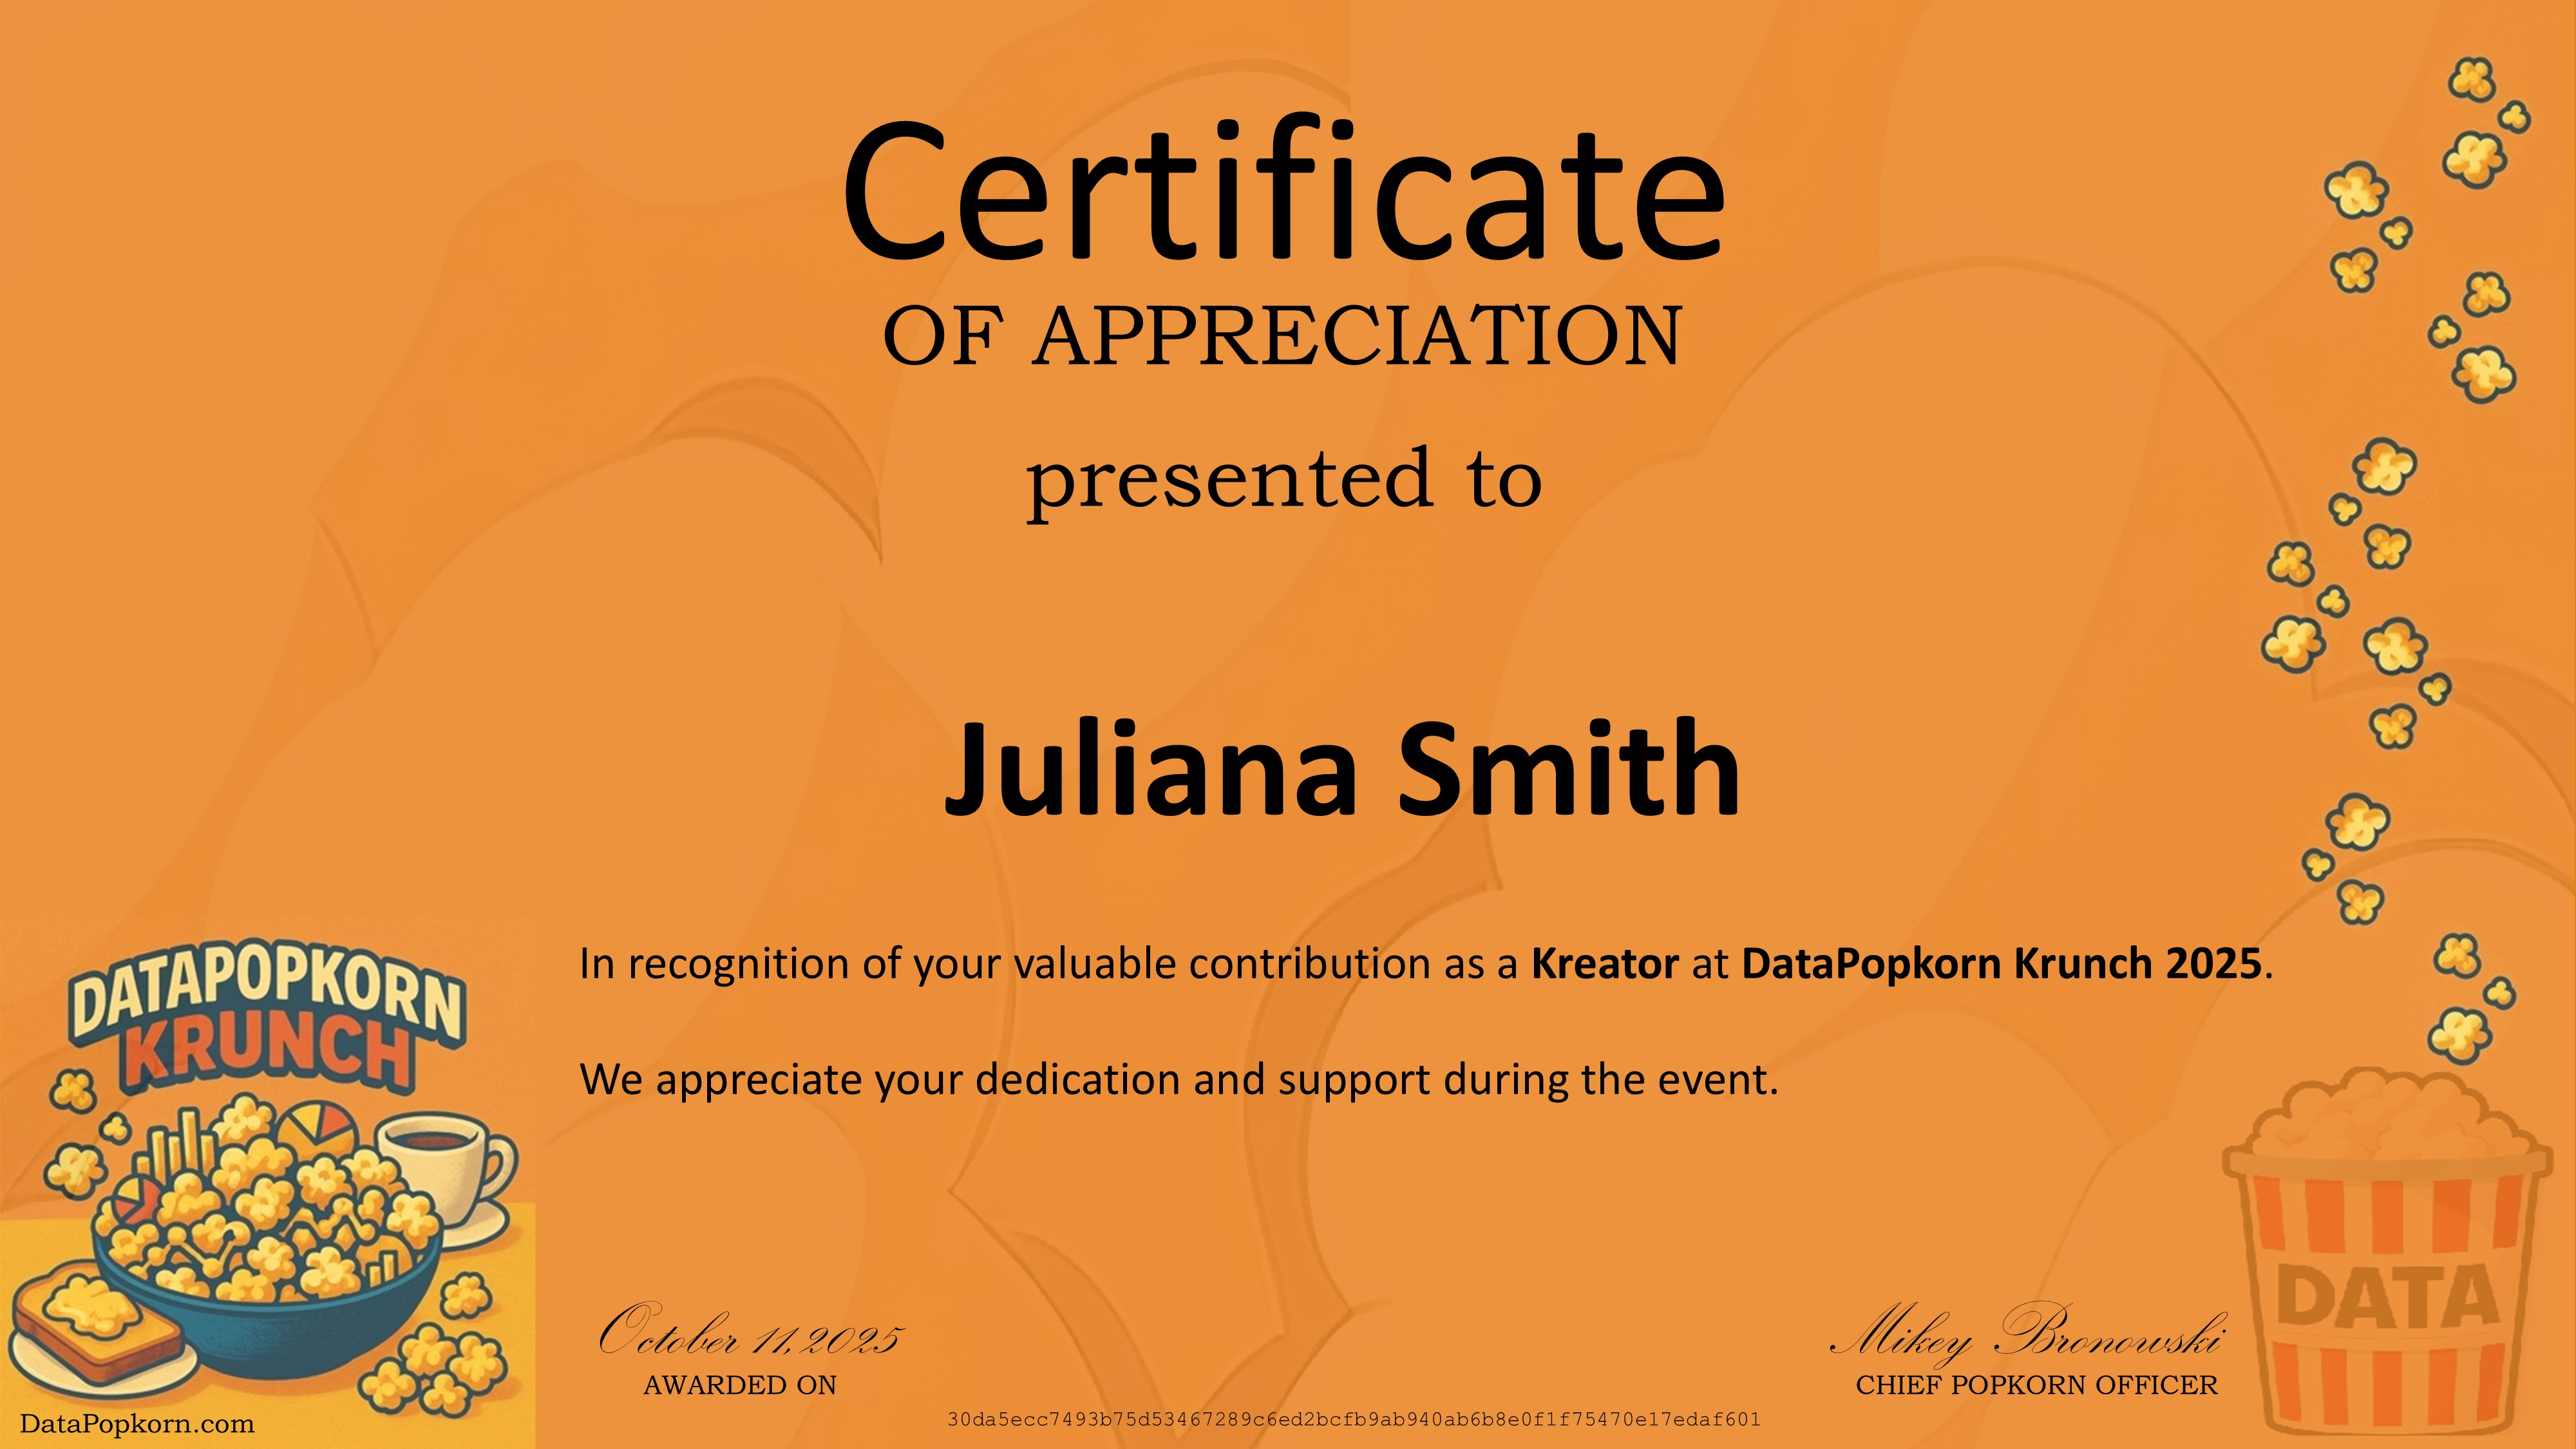 Certificate
OF APPRECIATION
presented to
Juliana Smith
In recognition of your valuable contribution as a Kreator at DataPopkorn Krunch 2025.
We appreciate your dedication and support during the event.
DATAPOPKORN
KRUNCH
DATA
October 11, 2025
AWARDED ON
Mikey Bronowski
CHIEF POPKORN OFFICER
30da5ecc7493b75d53467289c6ed2bcfb9ab940ab6b8e0f1f75470e17edaf601
DataPopkorn.com